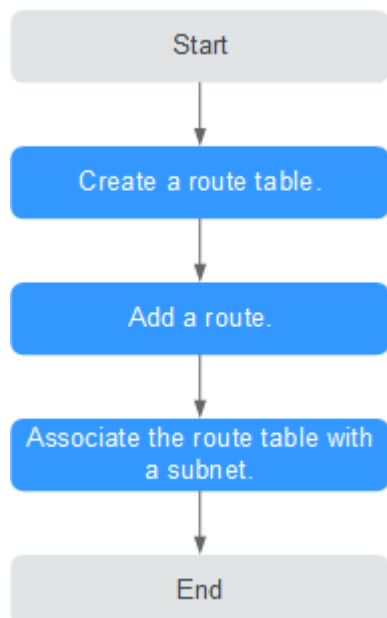 Start
Create a route table.
Add a route.
Associate the route table with
a subnet.
End